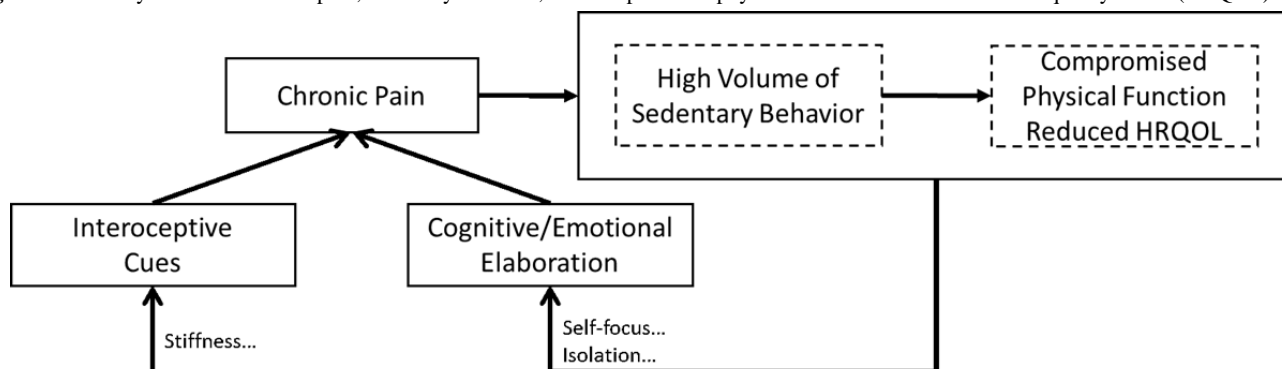 Chronic Pain
High Volume of
Sedentary Behavior
Compromised
Physical Function
Reduced HRQOL
Interoceptive
Cues
Cognitive/Emotional
Elaboration
Stiffness...
Self-focus...
Isolation...